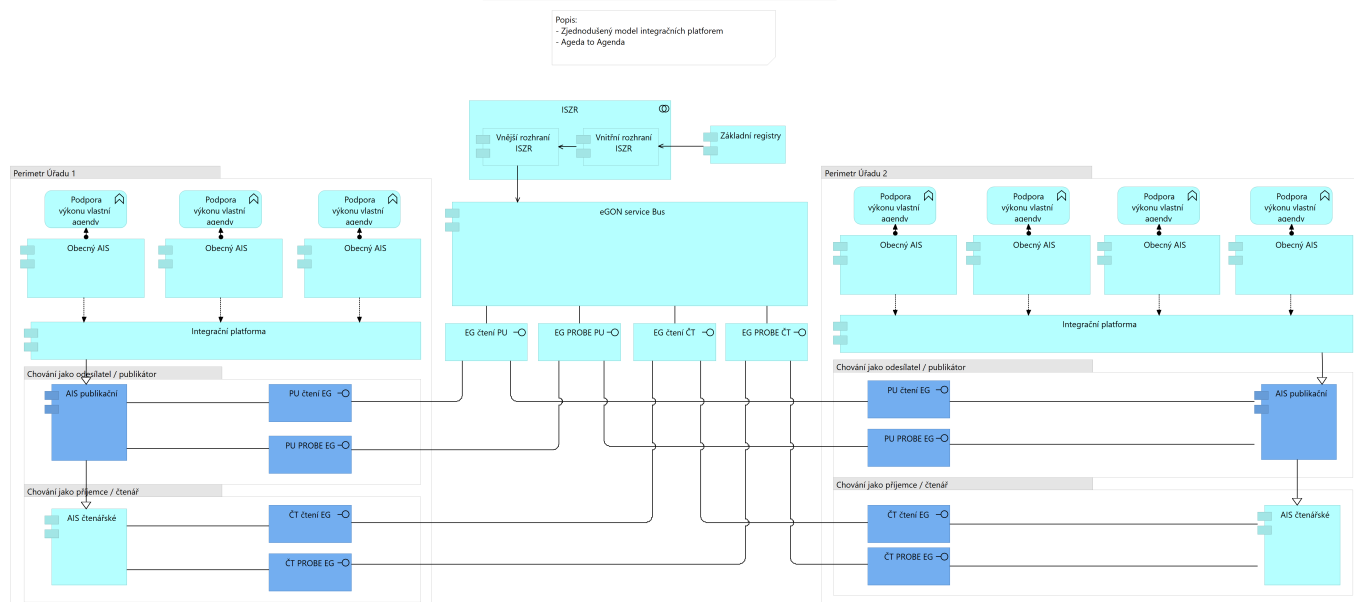 Popis:
- Zjednodušený model integračních platforem
- Ageda to Agenda
ISZR
Vnější rozhraní
ISZR
Vnitřní rozhraní
ISZR
Základní registry
Perimetr Úřadu 1
Podpora
výkonu vlastní
agendy
Podpora
výkonu vlastní
agendy
Podpora
výkonu vlastní
agendy
Obecný AIS
Obecný AIS
Obecný AIS
Integrační platforma
eGON service Bus
EG čtení PU
EG PROBE PU
EG čtení ČT
EG PROBE ČT
Chování jako odesílatel / publikátor
AIS publikační
PU čtení EG
PU PROBE EG
Chování jako příjemce / čtenář
AIS čtenářské
ČT čtení EG
ČT PROBE EG
Perimetr Úřadu 2
Podpora
výkonu vlastní
agendy
Podpora
výkonu vlastní
agendy
Podpora
výkonu vlastní
agendy
Podpora
výkonu vlastní
agendy
Obecný AIS
Obecný AIS
Obecný AIS
Obecný AIS
Integrační platforma
Chování jako odesílatel / publikátor
PU čtení EG
AIS publikační
PU PROBE EG
Chování jako příjemce / čtenář
ČT čtení EG
AIS čtenářské
ČT PROBE EG